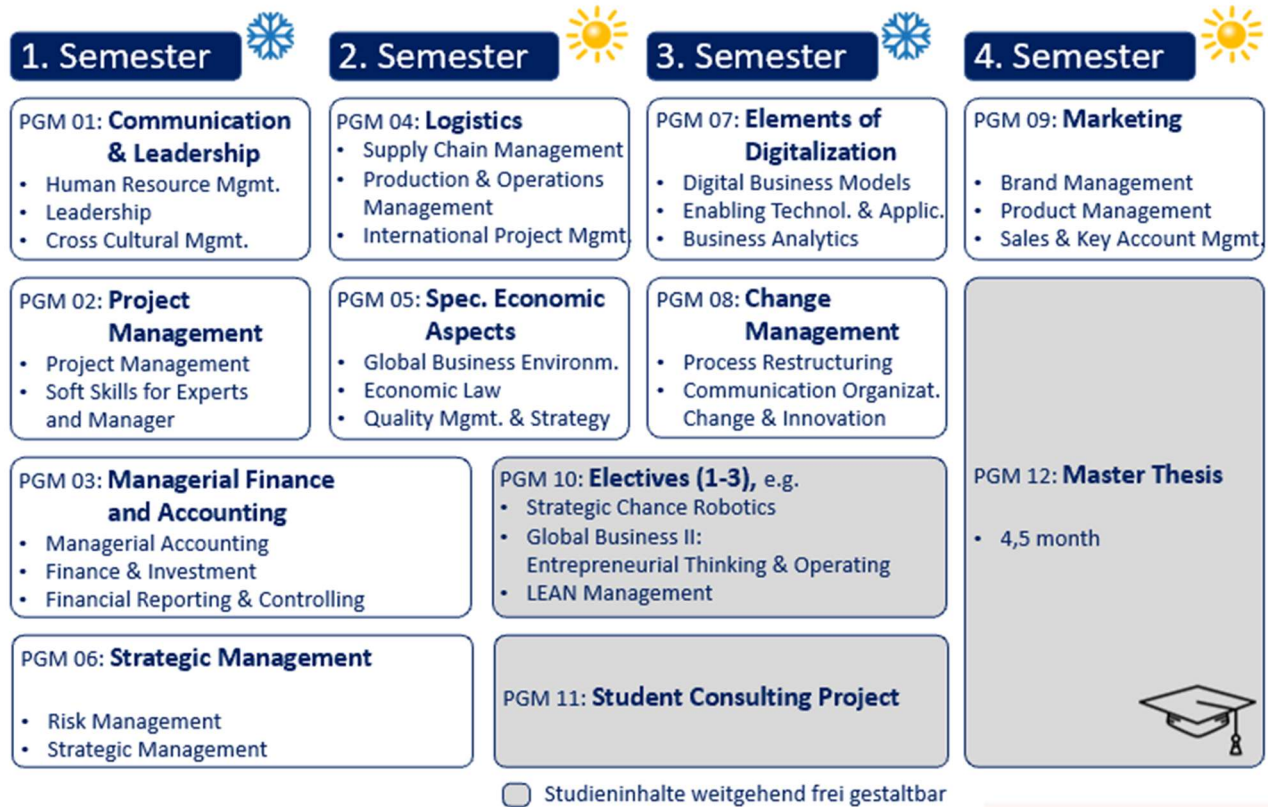 1. Semester
2. Semester
3. Semester
4. Semester
PGM 01: Communication
& Leadership
• Human Resource Mgmt.
• Leadership
• Cross Cultural Mgmt.
PGM 04: Logistics
• Supply Chain Management
• Production & Operations
Management
• International Project Mgmt.
PGM 07: Elements of
Digitalization
• Digital Business Models
• Enabling Technol. & Applic.
• Business Analytics
PGM 09: Marketing
• Brand Management
• Product Management
• Sales & Key Account Mgmt.
PGM 02: Project
Management
• Project Management
• Soft Skills for Experts
and Manager
PGM 05: Spec. Economic
Aspects
• Global Business Environm.
• Economic Law
• Quality Mgmt. & Strategy
PGM 08: Change
Management
• Process Restructuring
• Communication Organizat.
Change & Innovation
PGM 03: Managerial Finance
and Accounting
• Managerial Accounting
• Finance & Investment
• Financial Reporting & Controlling
PGM 10: Electives (1-3), e.g.
• Strategic Chance Robotics
• Global Business II:
Entrepreneurial Thinking & Operating
• LEAN Management
PGM 12: Master Thesis
• 4,5 month
PGM 06: Strategic Management
• Risk Management
• Strategic Management
PGM 11: Student Consulting Project
Studieninhalte weitgehend frei gestaltbar